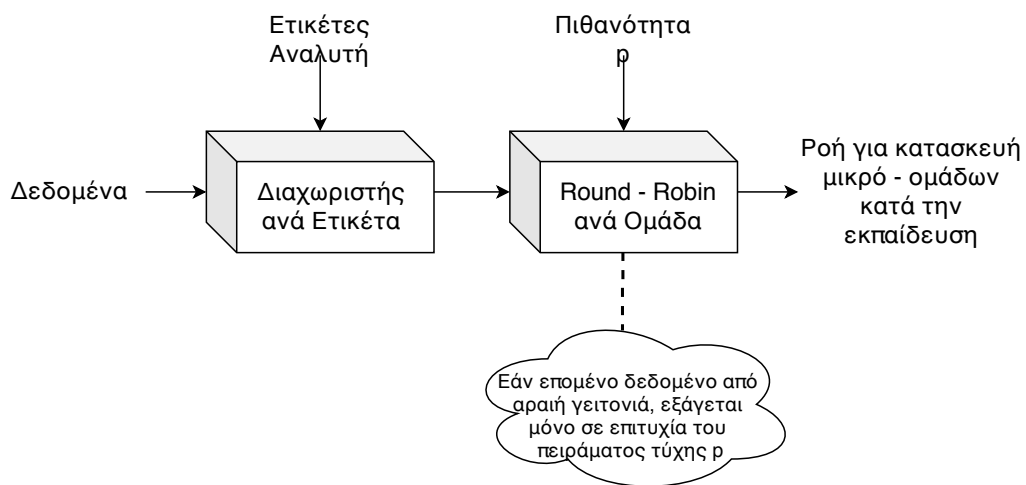 Ετικέτες
Αναλυτή
Πιθανότητα
p
Δεδομένα
Διαχωριστής
ανά Ετικέτα
Round - Robin
ανά Ομάδα
Ροή για κατασκευή
μικρό - ομάδων
κατά την
εκπαίδευση
Εάν επομένο δεδομένο από
αραιή γειτονιά, εξάγεται
μόνο σε επιτυχία του
πειράματος τύχης p